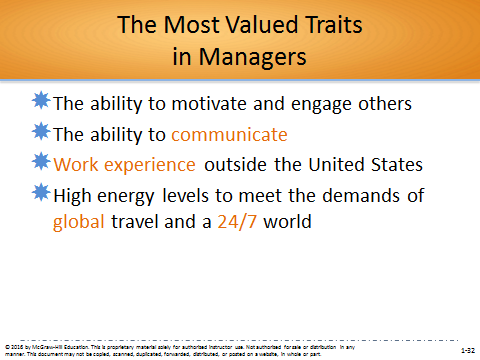 The Most Valued Traits
in Managers
The ability to motivate and engage others
The ability to communicate
Work experience outside the United States
High energy levels to meet the demands of
global travel and a 24/7 world
© 2016 by McGraw-Hill Education. This is proprietary material solely for authorized instructor use. Not authorized for sale or distribution in any
manner. This document may not be copied, scanned, duplicated, forwarded, distributed, or posted on a website, in whole or part.
1-32